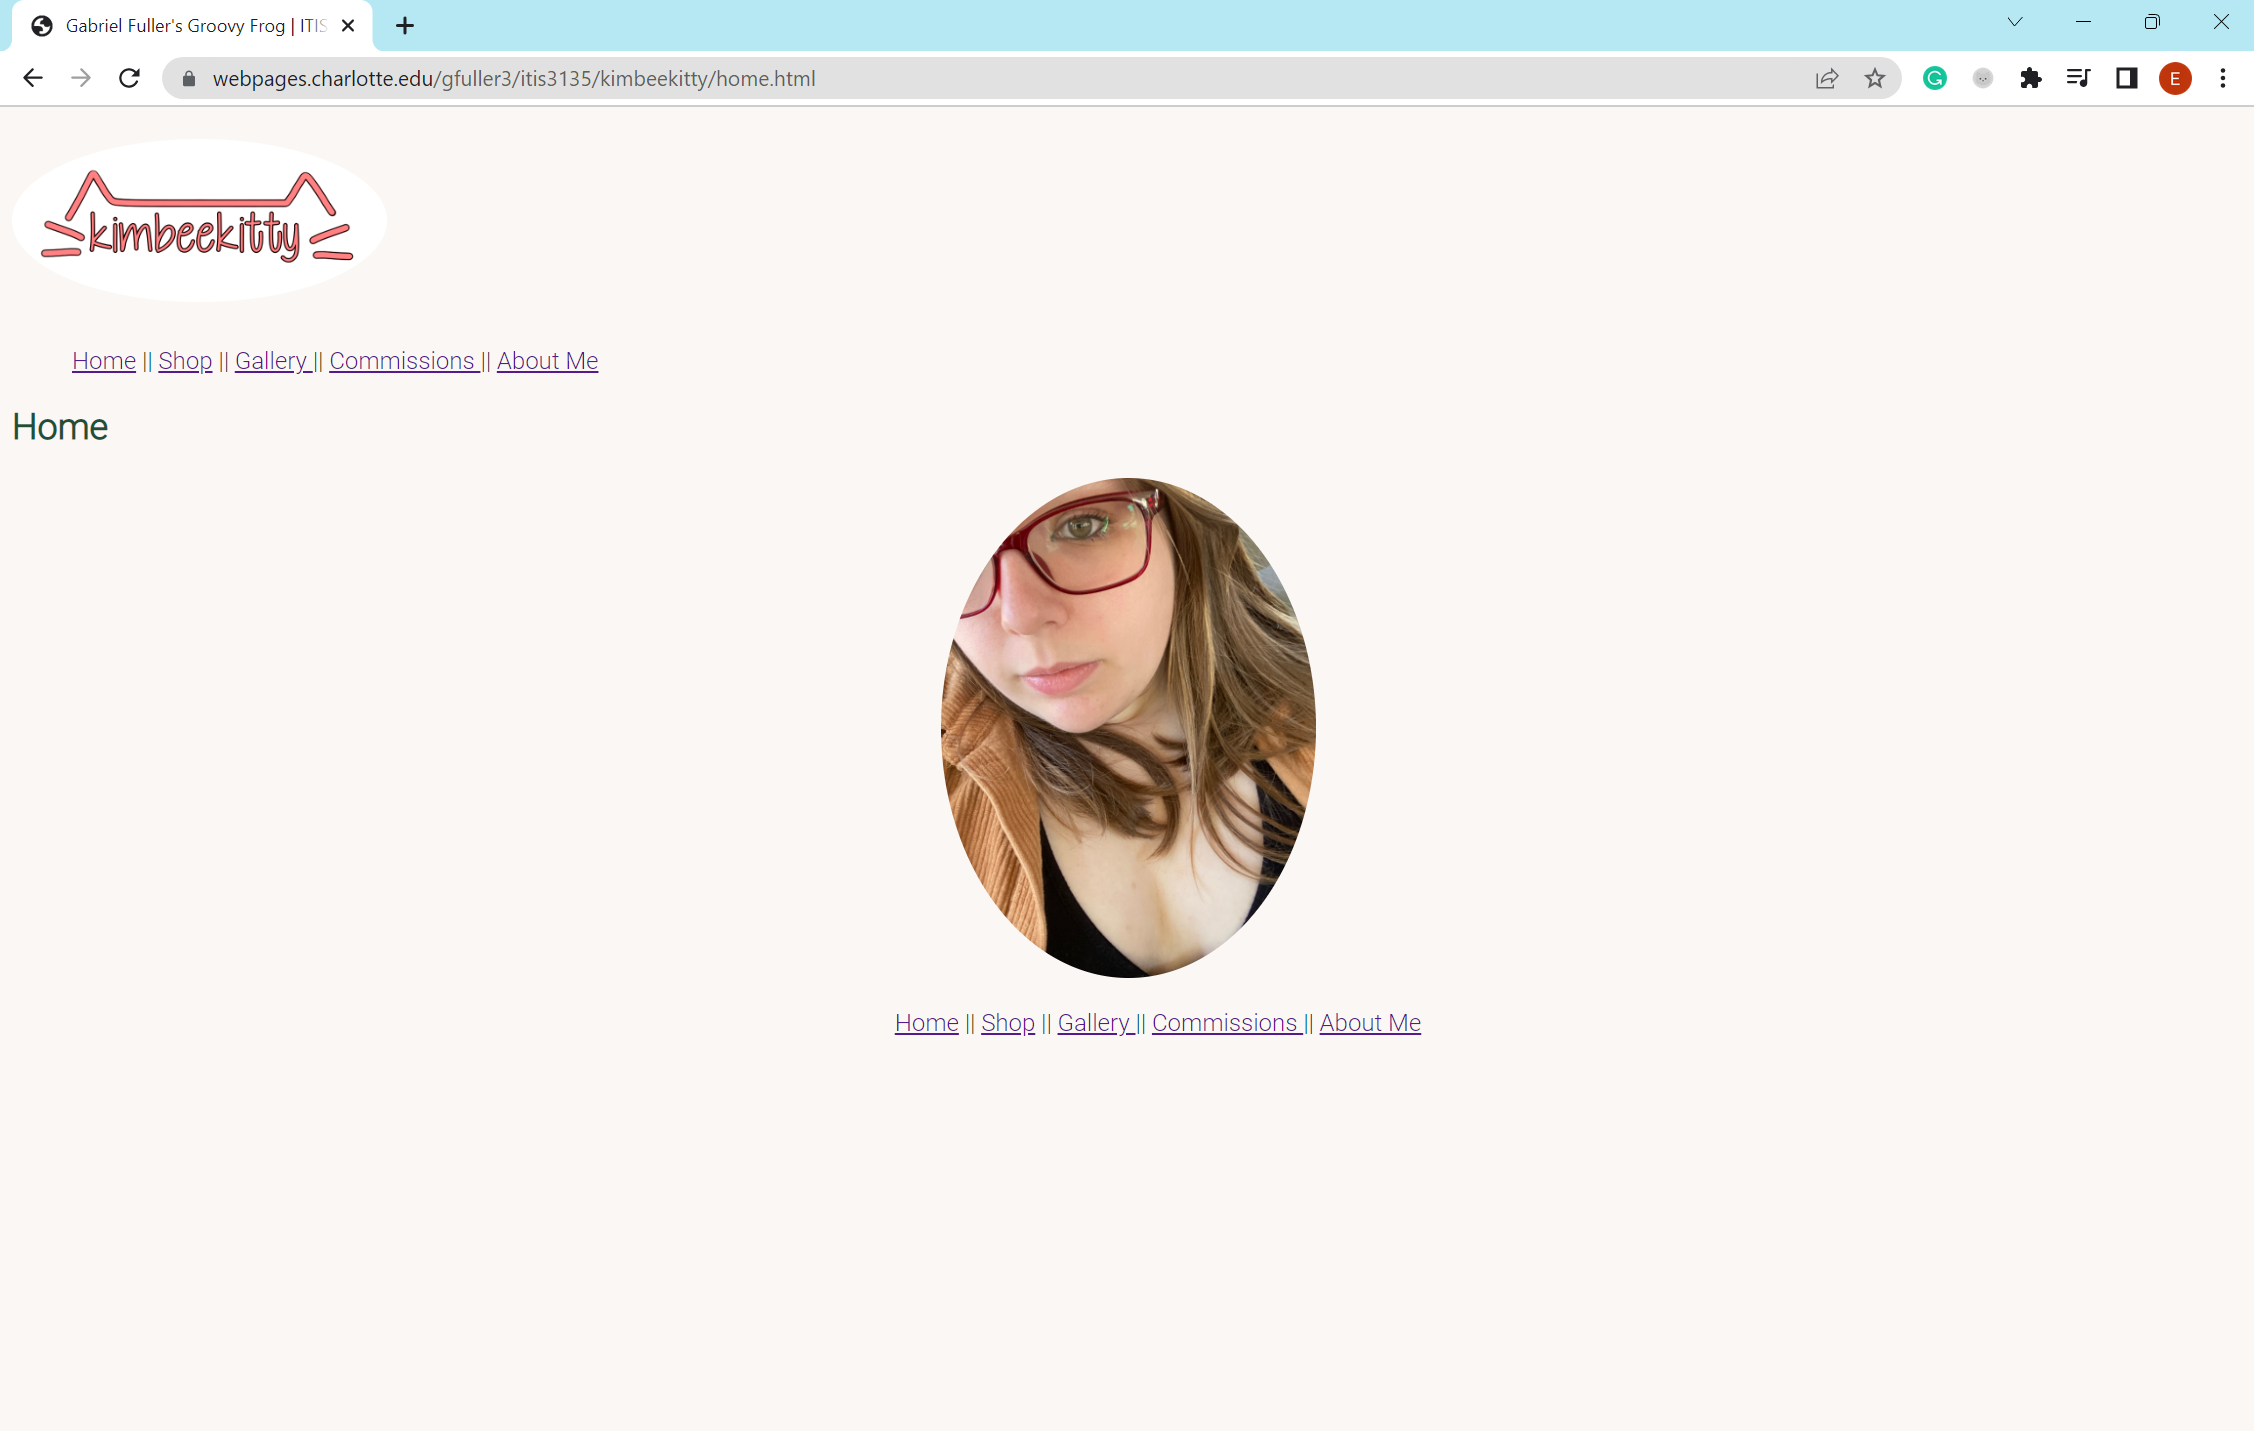 Gabriel Fuller's Groovy Frog | ITIS
webpages.charlotte.edu/gfuller3/itis3135/kimbeekitty/home.html
E
kimbeekitty
Home || Shop || Gallery || Commissions || About Me
Home
Home || Shop || Gallery || Commissions || About Me